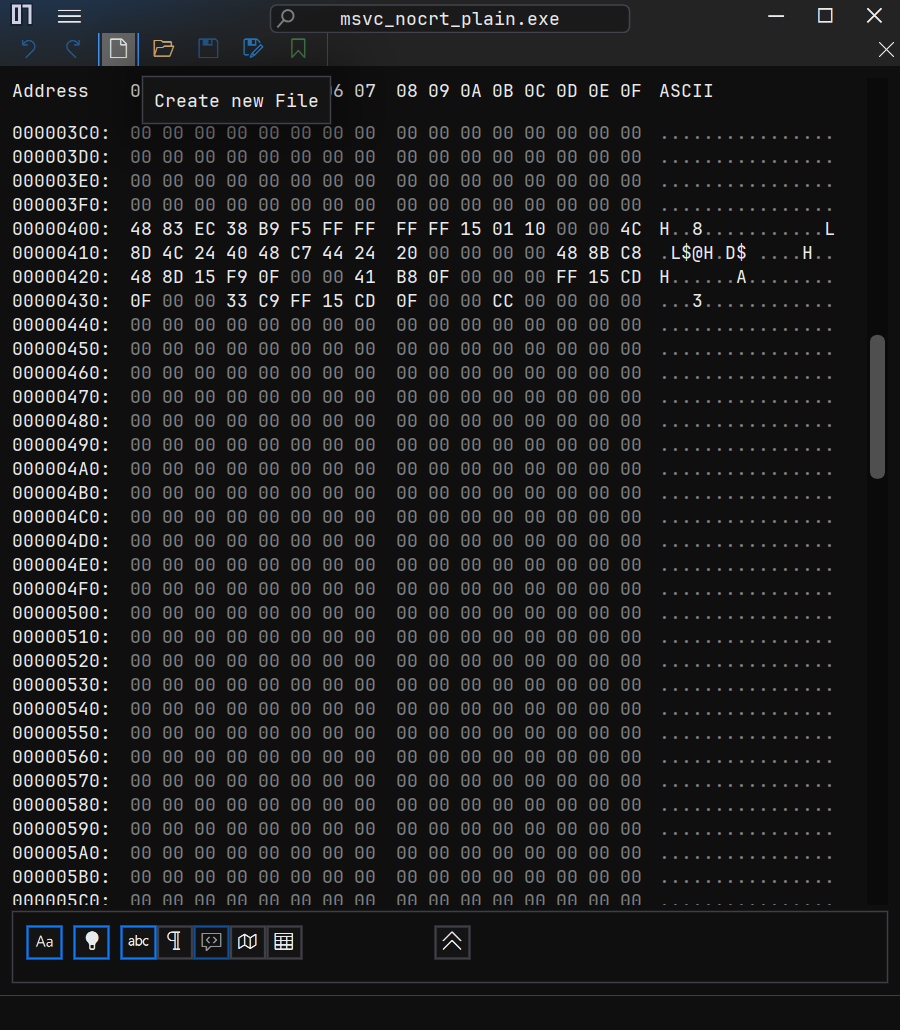 msvc_nocrt_plain.exe
Address 0 6 07 08 09 0A 0B 0C 0D 0E 0F ASCII
Create new File
000003C0: 00 00 00 00 00 00 00 00 00 00 00 00 00 00 00 00 ................
000003D0: 00 00 00 00 00 00 00 00 00 00 00 00 00 00 00 00 ................
000003E0: 00 00 00 00 00 00 00 00 00 00 00 00 00 00 00 00 ................
000003F0: 00 00 00 00 00 00 00 00 00 00 00 00 00 00 00 00 ................
00000400: 48 83 EC 38 B9 F5 FF FF FF FF 15 01 10 00 00 4C H..8...........L
00000410: 8D 4C 24 40 48 C7 44 24 20 00 00 00 00 48 8B C8 .L$@H.D$ ....H..
00000420: 48 8D 15 F9 0F 00 00 41 B8 0F 00 00 00 FF 15 CD H......A........
00000430: 0F 00 00 33 C9 FF 15 CD 0F 00 00 CC 00 00 00 00 ...3............
00000440: 00 00 00 00 00 00 00 00 00 00 00 00 00 00 00 00 ................
00000450: 00 00 00 00 00 00 00 00 00 00 00 00 00 00 00 00 ................
00000460: 00 00 00 00 00 00 00 00 00 00 00 00 00 00 00 00 ................
00000470: 00 00 00 00 00 00 00 00 00 00 00 00 00 00 00 00 ................
00000480: 00 00 00 00 00 00 00 00 00 00 00 00 00 00 00 00 ................
00000490: 00 00 00 00 00 00 00 00 00 00 00 00 00 00 00 00 ................
000004A0: 00 00 00 00 00 00 00 00 00 00 00 00 00 00 00 00 ................
000004B0: 00 00 00 00 00 00 00 00 00 00 00 00 00 00 00 00 ................
000004C0: 00 00 00 00 00 00 00 00 00 00 00 00 00 00 00 00 ................
000004D0: 00 00 00 00 00 00 00 00 00 00 00 00 00 00 00 00 ................
000004E0: 00 00 00 00 00 00 00 00 00 00 00 00 00 00 00 00 ................
000004F0: 00 00 00 00 00 00 00 00 00 00 00 00 00 00 00 00 ................
00000500: 00 00 00 00 00 00 00 00 00 00 00 00 00 00 00 00 ................
00000510: 00 00 00 00 00 00 00 00 00 00 00 00 00 00 00 00 ................
00000520: 00 00 00 00 00 00 00 00 00 00 00 00 00 00 00 00 ................
00000530: 00 00 00 00 00 00 00 00 00 00 00 00 00 00 00 00 ................
00000540: 00 00 00 00 00 00 00 00 00 00 00 00 00 00 00 00 ................
00000550: 00 00 00 00 00 00 00 00 00 00 00 00 00 00 00 00 ................
00000560: 00 00 00 00 00 00 00 00 00 00 00 00 00 00 00 00 ................
00000570: 00 00 00 00 00 00 00 00 00 00 00 00 00 00 00 00 ................
00000580: 00 00 00 00 00 00 00 00 00 00 00 00 00 00 00 00 ................
00000590: 00 00 00 00 00 00 00 00 00 00 00 00 00 00 00 00 ................
000005A0: 00 00 00 00 00 00 00 00 00 00 00 00 00 00 00 00 ................
000005B0: 00 00 00 00 00 00 00 00 00 00 00 00 00 00 00 00 ................
000005C0: 00 00 00 00 00 00 00 00 00 00 00 00 00 00 00 00 ................
Aa abc ¶